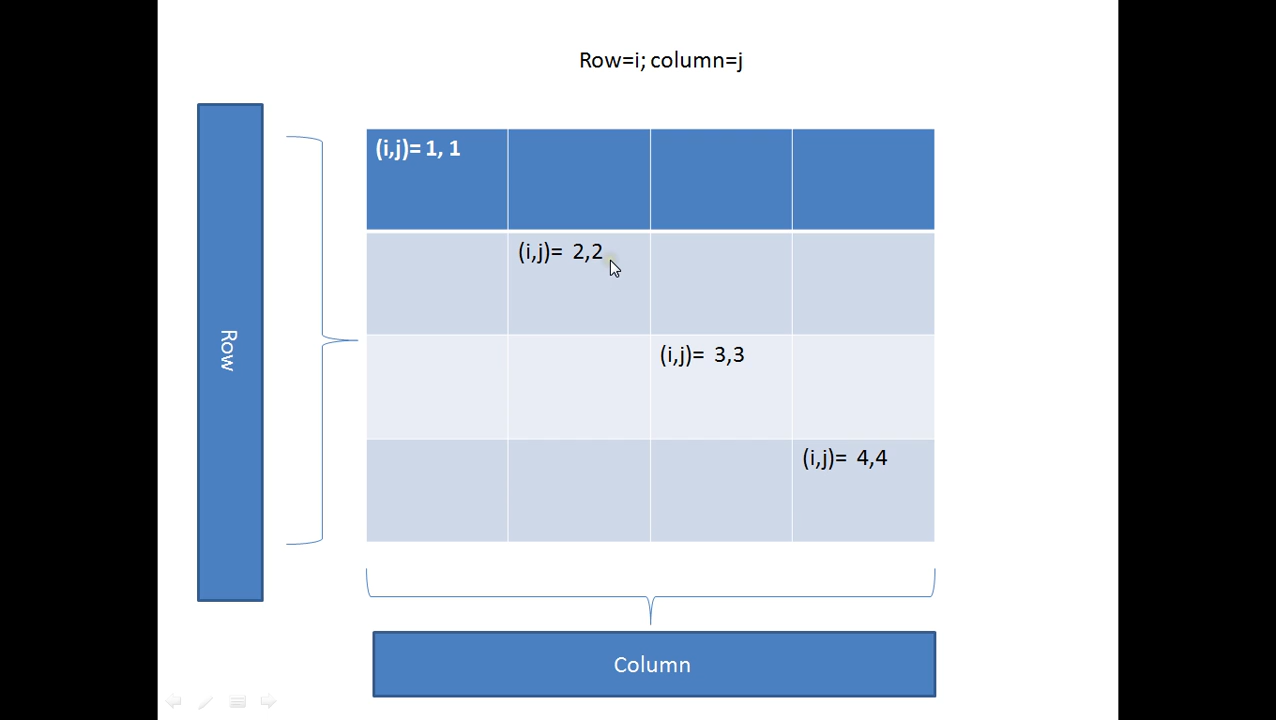 Row=i; column=j
(i,j)= 1, 1
(i,j)=  2,2
Row
(i,j)=  3,3
(i,j)=  4,4
Column